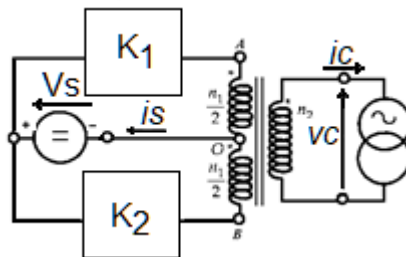 K1
A
ic
Vs
n1
2
is
+
=
-
O
n2
vc
~
n1
2
K2
B